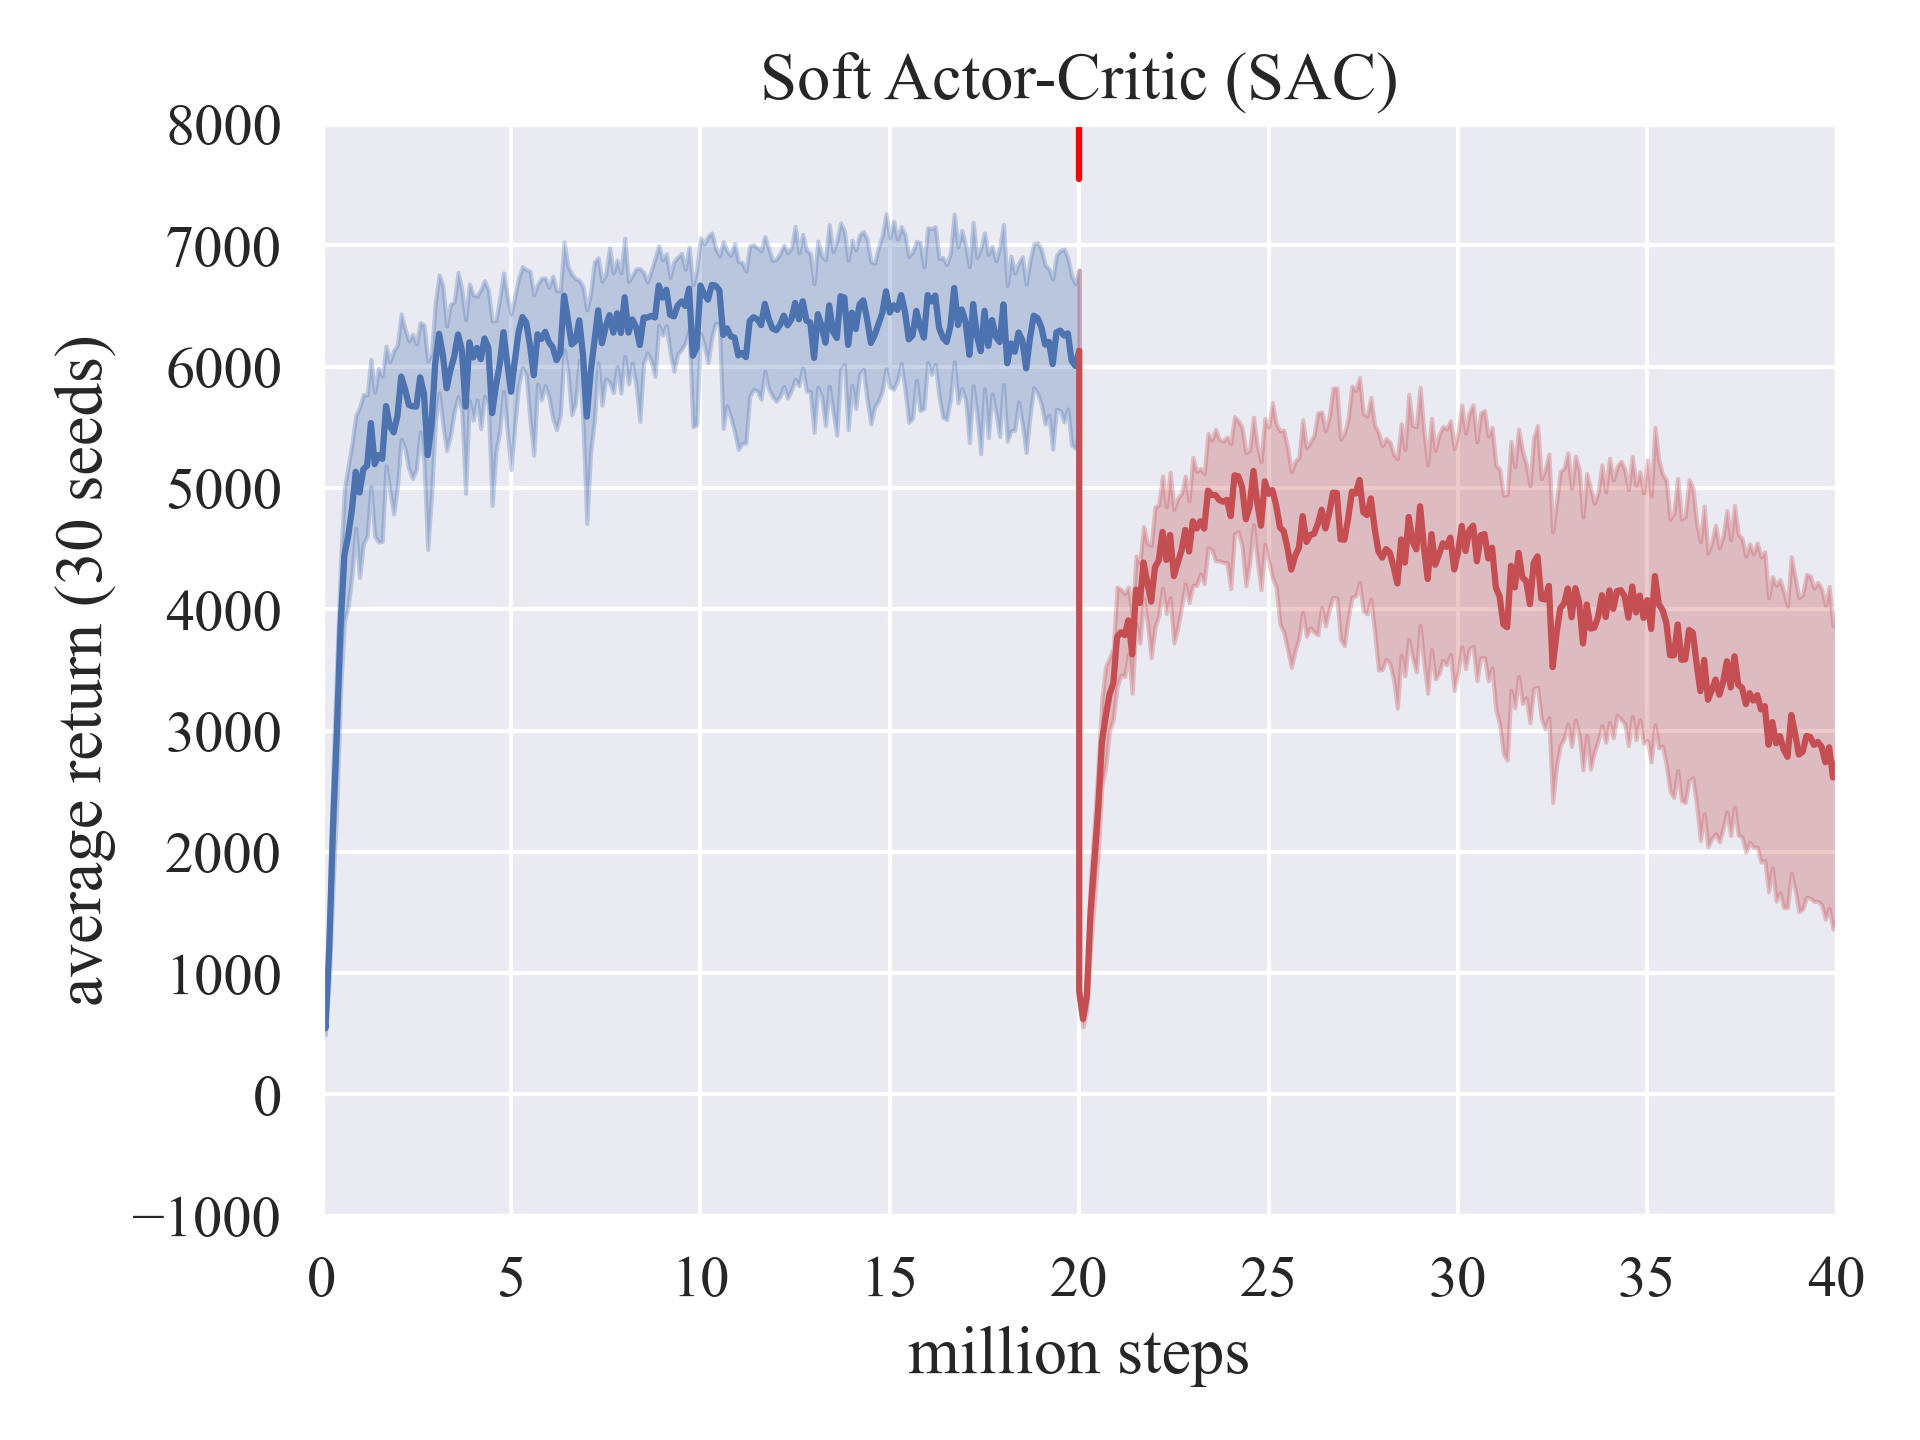 Soft Actor-Critic (SAC)
8000
7000
6000
5000
4000
3000
2000
1000
0
−1000
average return (30 seeds)
0 5 10 15 20 25 30 35 40
million steps